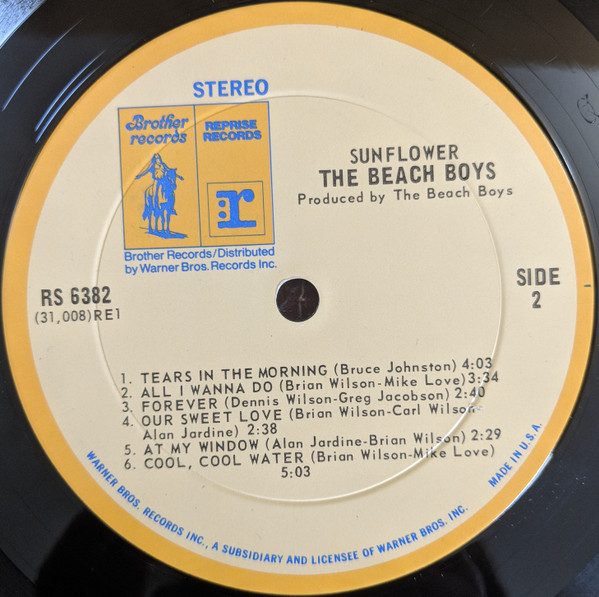 STEREO
Brother
records
REPRISE
RECORDS
r
Brother Records/Distributed
by Warner Bros. Records Inc.
SUNFLOWER
THE BEACH BOYS
Produced by The Beach Boys
RS 6382
(31,008)RE1
SIDE
2
1. TEARS IN THE MORNING (Bruce Johnston) 4:03
2. ALL I WANNA DO (Brian Wilson-Mike Love)3:34
3. FOREVER (Dennis Wilson-Greg Jacobson) 2:40
4. OUR SWEET LOVE (Brian Wilson-Carl Wilson-
Alan Jardine) 2:38
5. AT MY WINDOW (Alan Jardine-Brian Wilson) 2:29
6. COOL, COOL WATER (Brian Wilson-Mike Love)
5:03
WARNER BROS. RECORDS INC., A SUBSIDIARY AND LICENSEE OF WARNER BROS. INC.
MADE IN U.S.A.